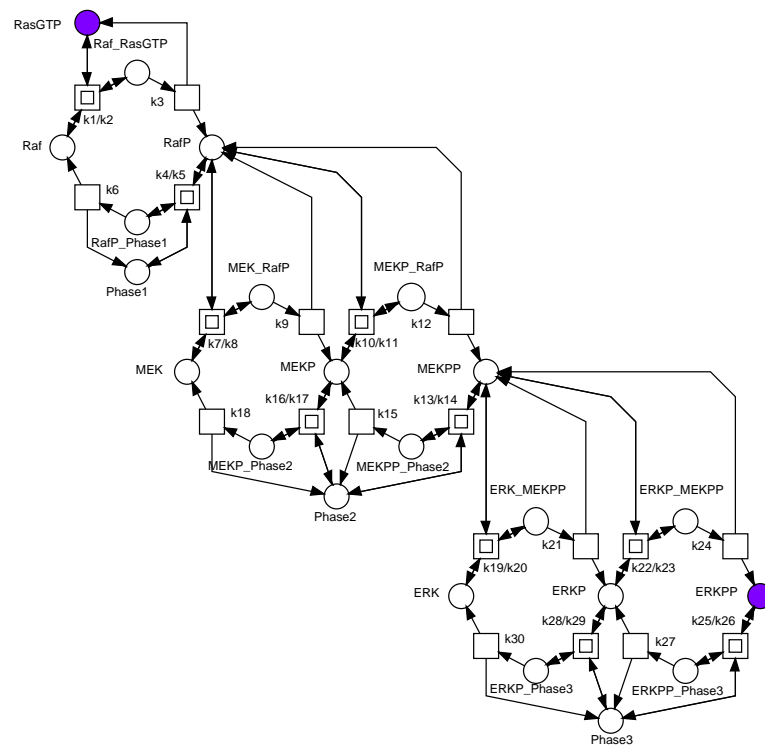 RasGTP
Raf_RasGTP
k3
k1/k2
Raf
RafP
k4/k5
k6
RafP_Phase1
Phase1
MEK_RafP
MEKP_RafP
k9
k12
k7/k8
k10/k11
MEK
MEKP
MEKPP
k16/k17
k13/k14
k18
k15
MEKP_Phase2
MEKPP_Phase2
Phase2
ERK_MEKPP
ERKP_MEKPP
k21
k24
k19/k20
k22/k23
ERK
ERKP
ERKPP
k28/k29
k25/k26
k30
k27
ERKP_Phase3
ERKPP_Phase3
Phase3